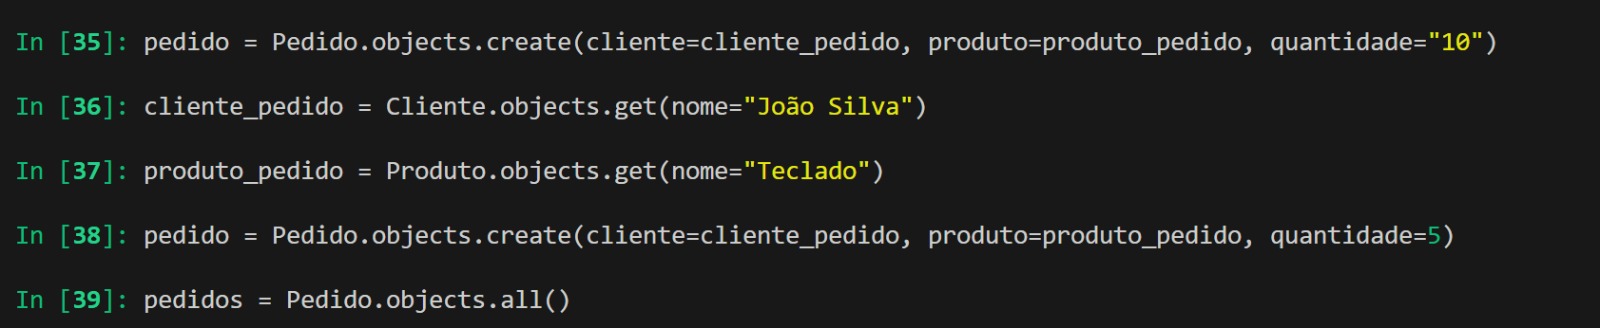 In [35]: pedido = Pedido.objects.create(cliente=cliente_pedido, produto=produto_pedido, quantidade="10")
In [36]: cliente_pedido = Cliente.objects.get(nome="João Silva")
In [37]: produto_pedido = Produto.objects.get(nome="Teclado")
In [38]: pedido = Pedido.objects.create(cliente=cliente_pedido, produto=produto_pedido, quantidade=5)
In [39]: pedidos = Pedido.objects.all()